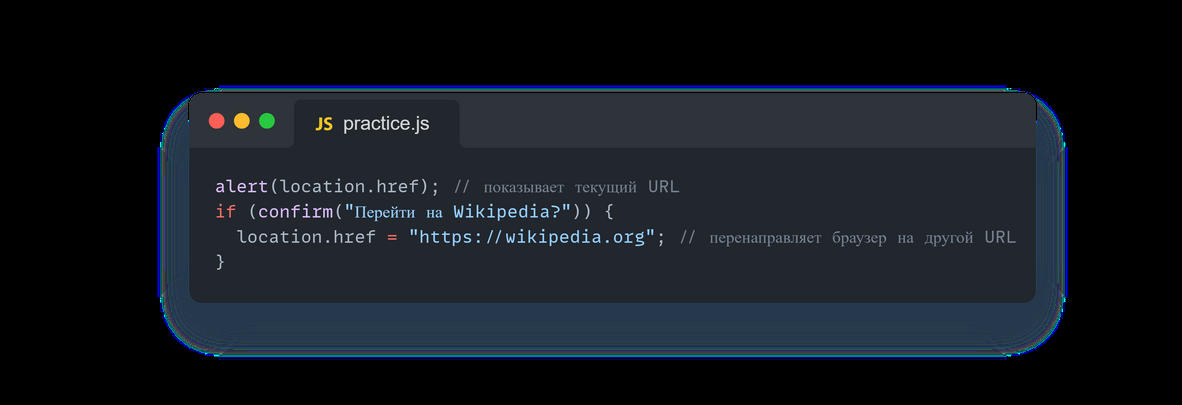 JS practice.js
alert(location.href); // показывает текущий URL
if (confirm("Перейти на Wikipedia?")) {
  location.href = "https://wikipedia.org"; // перенаправляет браузер на другой URL
}